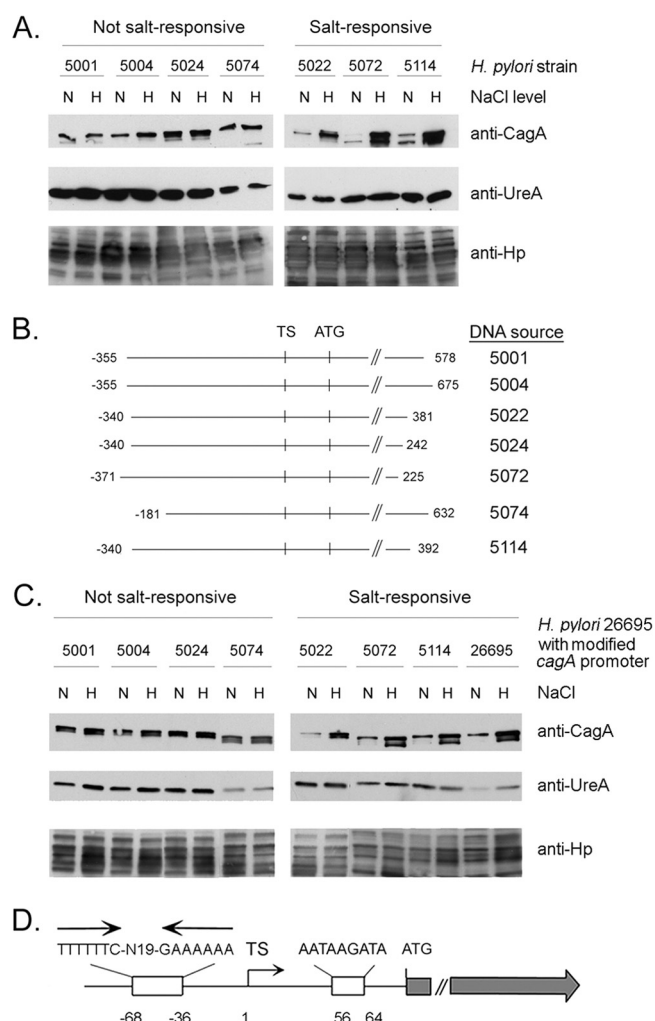 A.
Not salt-responsive Salt-responsive
5001 5004 5024 5074 5022 5072 5114 H. pylori strain
N H N H N H N H N H N H N H NaCl level
anti-CagA
anti-UreA
anti-Hp
B.
TS ATG DNA source
-355 578 5001
-355 675 5004
-340 381 5022
-340 242 5024
-371 225 5072
-181 632 5074
-340 392 5114
C.
Not salt-responsive Salt-responsive
H. pylori 26695
with modified
5001 5004 5024 5074 5022 5072 5114 26695 cagA promoter
N H N H N H N H N H N H N H N H NaCl
anti-CagA
anti-UreA
anti-Hp
D.
TTTTTTC-N19-GAAAAAA TS AATAAGATA ATG
-68 -36 1 56 64